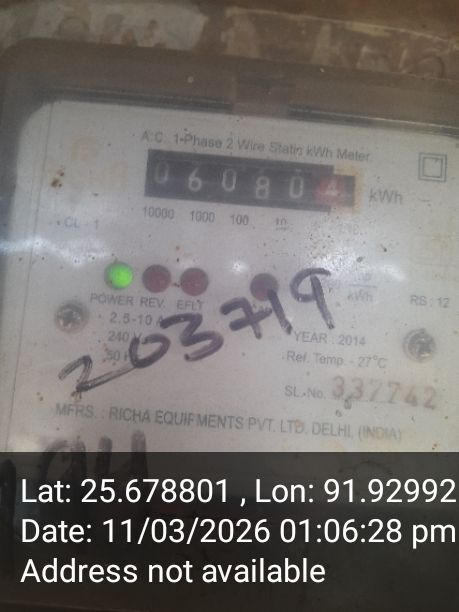 A.C. 1-Phase 2 Wire Static kWh Meter
06080 4 kWh
10000 1000 100 10
CL - 1
POWER REV. EFLT
kWh
RS : 12
2.5-10 A
240 V
50 H
203719
YEAR : 2014
Ref. Temp. - 27°C
SL.No. 337742
MFRS. : RICHA EQUIPMENTS PVT. LTD. DELHI, (INDIA)
Lat: 25.678801 , Lon: 91.92992
Date: 11/03/2026 01:06:28 pm
Address not available